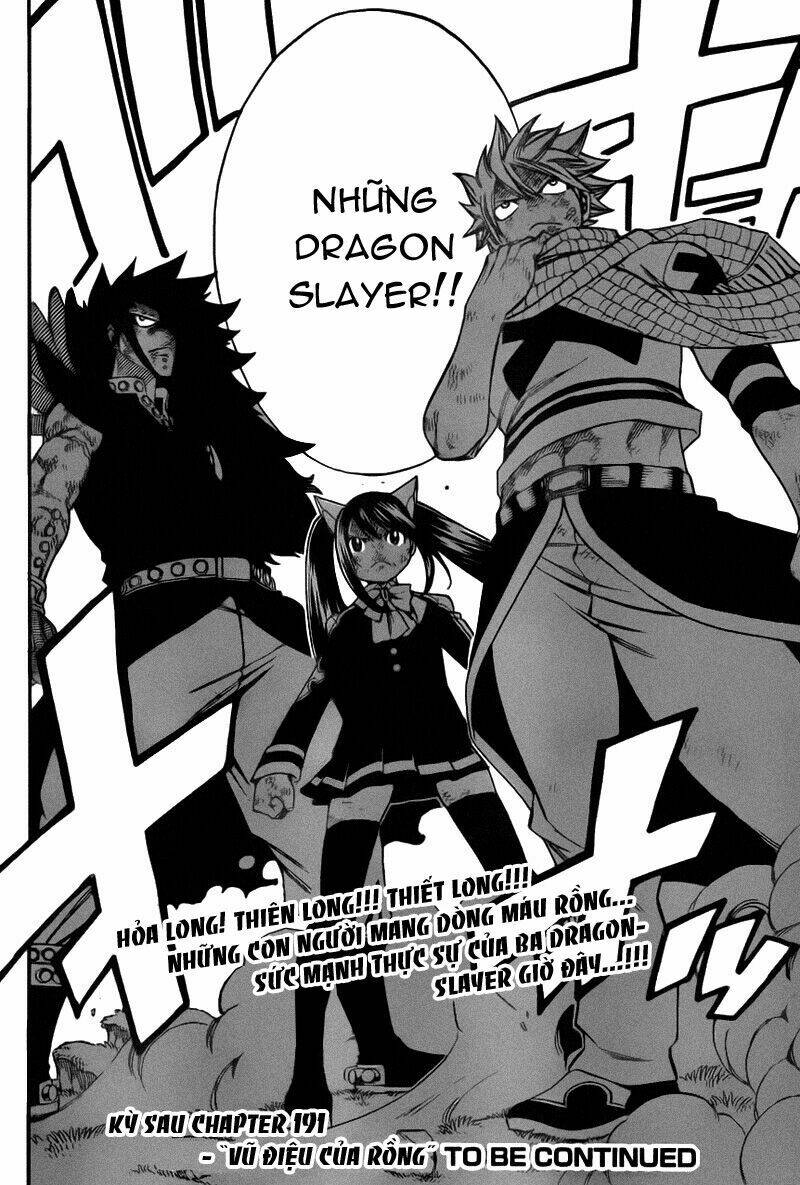 NHỮNG
DRAGON
SLAYER!!
HỎA LONG! THIÊN LONG!!! THIẾT LONG!!!
NHỮNG CON NGƯỜI MANG DÒNG MÁU RỒNG...
SỨC MẠNH THỰC SỰ CỦA BA DRAGON-
SLAYER GIỜ ĐÂY...!!!
KỲ SAU CHAPTER 191
- "VŨ ĐIỆU CỦA RỒNG" TO BE CONTINUED